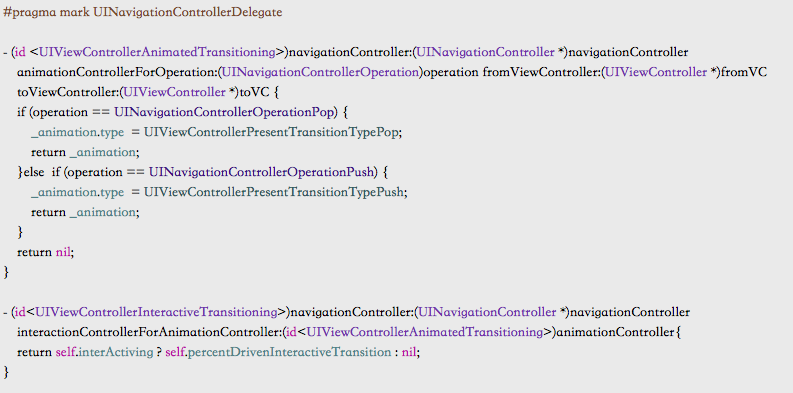 #pragma mark UINavigationControllerDelegate
- (id <UIViewControllerAnimatedTransitioning>)navigationController:(UINavigationController *)navigationController
animationControllerForOperation:(UINavigationControllerOperation)operation fromViewController:(UIViewController *)fromVC
toViewController:(UIViewController *)toVC {
if (operation == UINavigationControllerOperationPop) {
_animation.type = UIViewControllerPresentTransitionTypePop;
return _animation;
}else if (operation == UINavigationControllerOperationPush) {
_animation.type = UIViewControllerPresentTransitionTypePush;
return _animation;
}
return nil;
}
- (id<UIViewControllerInteractiveTransitioning>)navigationController:(UINavigationController *)navigationController
interactionControllerForAnimationController:(id<UIViewControllerAnimatedTransitioning>)animationController{
return self.interActiving ? self.percentDrivenInteractiveTransition : nil;
}